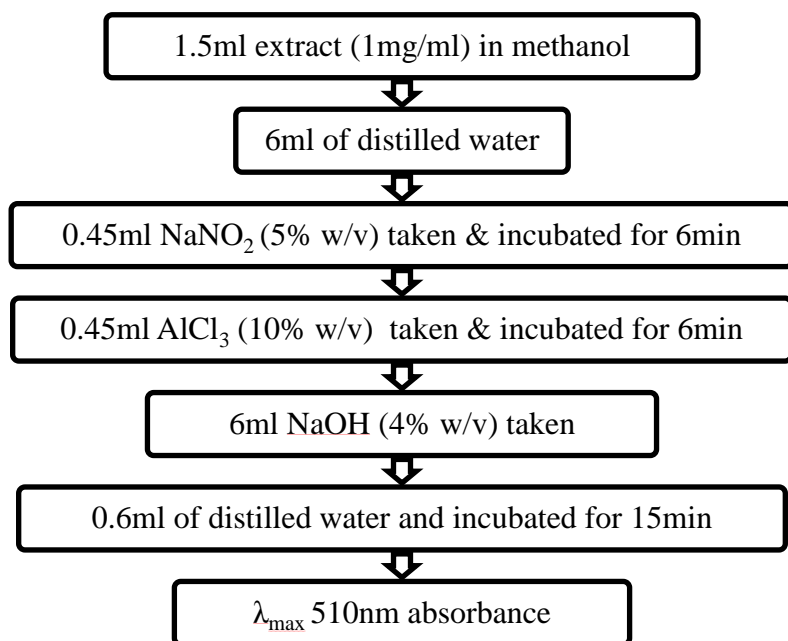 1.5ml extract (1mg/ml) in methanol
6ml of distilled water
0.45ml NaNO₂ (5% w/v) taken & incubated for 6min
0.45ml AlCl₃ (10% w/v) taken & incubated for 6min
6ml NaOH (4% w/v) taken
0.6ml of distilled water and incubated for 15min
λmax 510nm absorbance